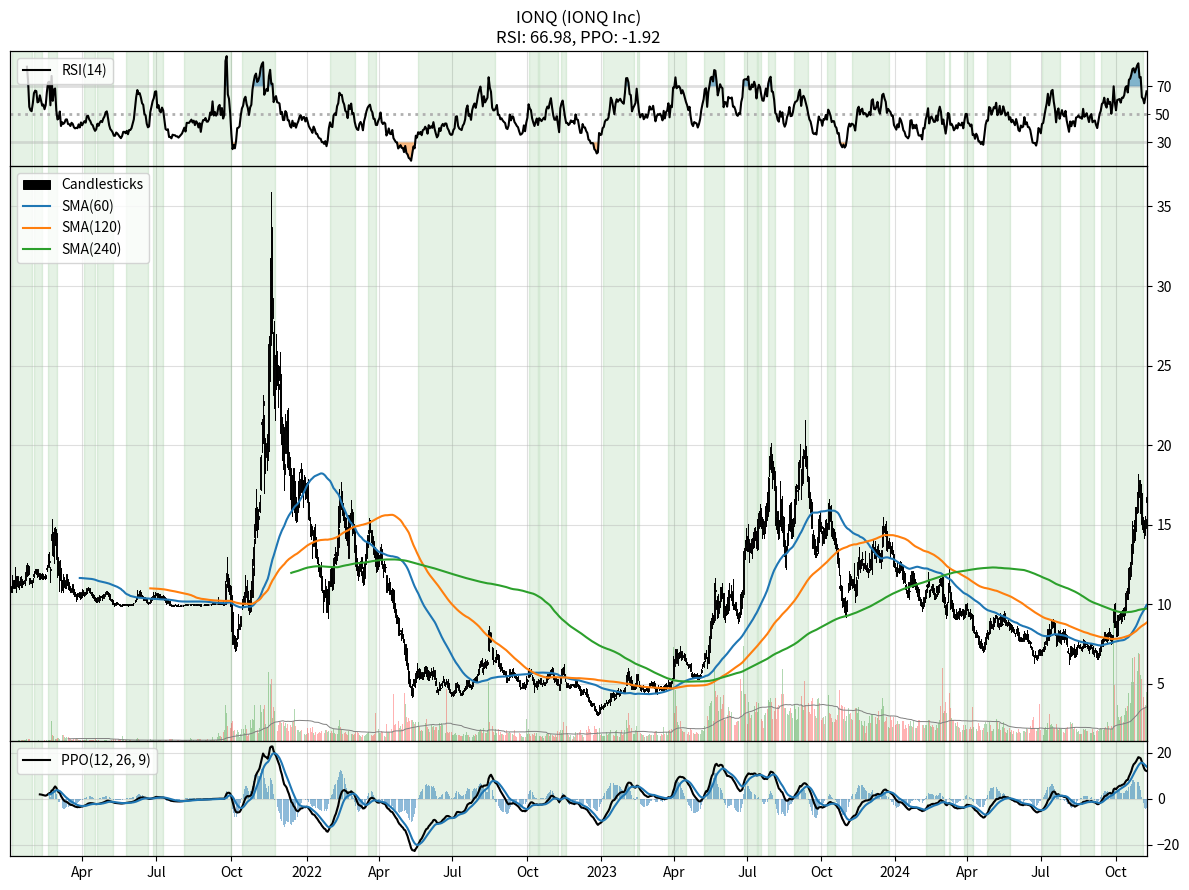 IONQ (IONQ Inc)
RSI: 66.98, PPO: -1.92
RSI(14)
70
50
30
Candlesticks
SMA(60)
SMA(120)
SMA(240)
35
30
25
20
15
10
5
PPO(12, 26, 9)
20
0
−20
Apr Jul Oct 2022 Apr Jul Oct 2023 Apr Jul Oct 2024 Apr Jul Oct